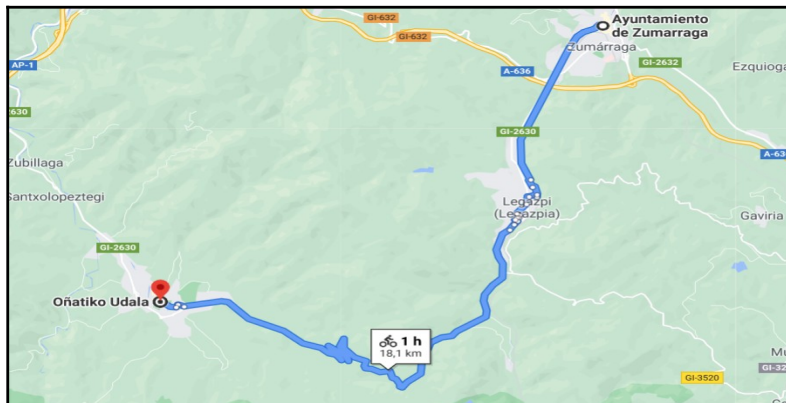 GI-632
Ayuntamiento
de Zumarraga
GI-632
Zumárraga
AP-1
A-636
GI-2632
Ezquioga
2630
GI-2630
Zubillaga
A-63
Legazpi
(Legazpia)
Santxolopeztegi
Gaviria
GI-2630
Oñatiko Udala
1 h
18,1 km
Mu
GI-32
GI-3520